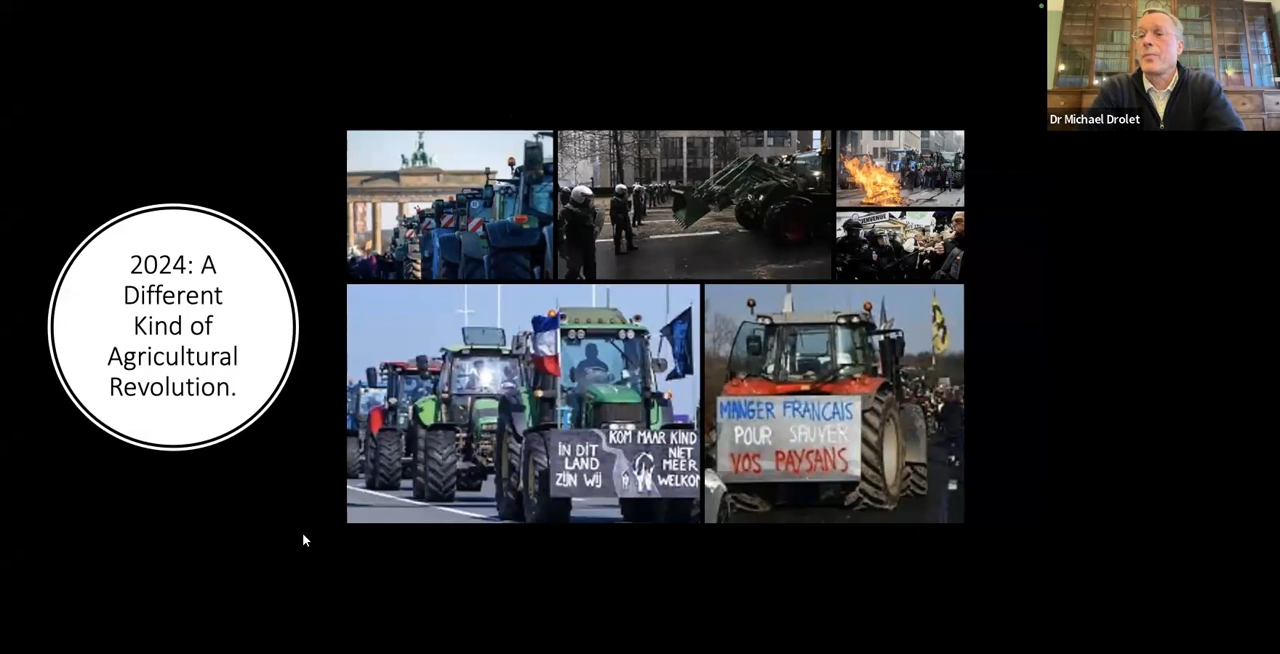 Dr Michael Drolet
2024: A
Different
Kind of
Agricultural
Revolution.
KOM MAAR KIND
IN DIT
LAND
ZIJN WIJ
NIET
MEER
WELKO
MANGER FRANCAIS
POUR SAUVER
VOS PAYSANS